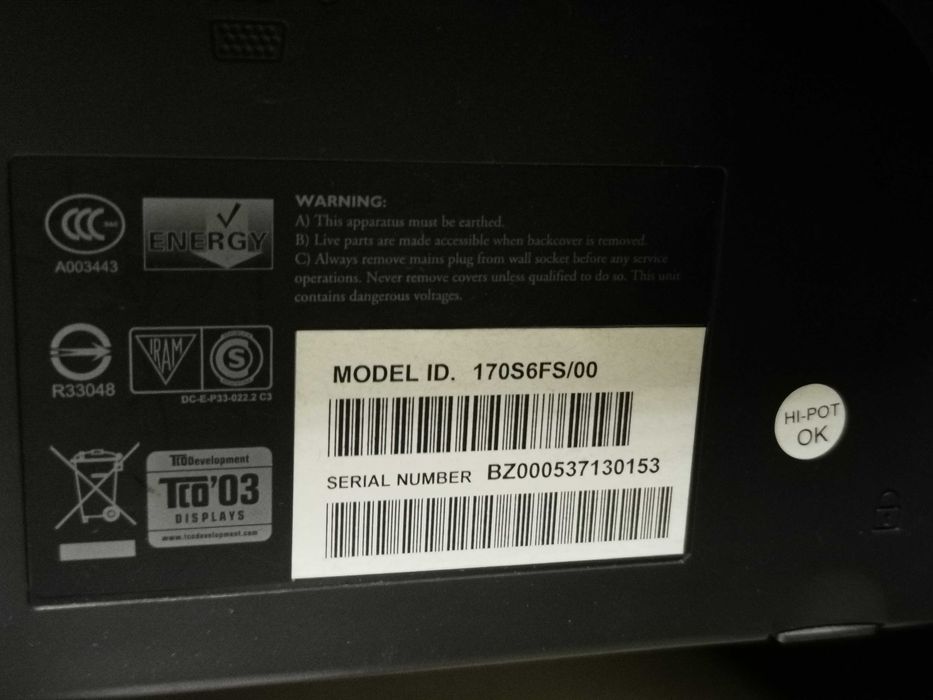 CCC
A003443
ENERGY
WARNING:
A) This apparatus must be earthed.
B) Live parts are made accessible when backcover is removed.
C) Always remove mains plug from wall socket before any service
operations. Never remove covers unless qualified to do so. This unit
contains dangerous voltages.
R33048
IRAM
S
DC-E-P33-022.2 C3
TCO Development
TCO'03
DISPLAYS
www.tcodevelopment.com
MODEL ID. 170S6FS/00
SERIAL NUMBER BZ000537130153
HI-POT
OK